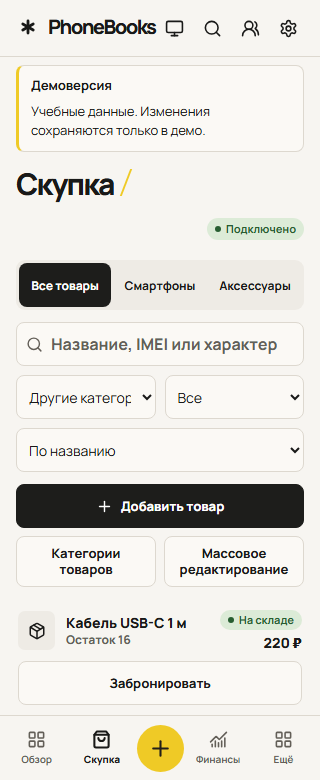 PhoneBooks
Демоверсия
Учебные данные. Изменения
сохраняются только в демо.
Скупка /
Подключено
Все товары
Смартфоны
Аксессуары
Название, IMEI или характер
Другие категор
Все
По названию
+ Добавить товар
Категории
товаров
Массовое
редактирование
Кабель USB-C 1 м
На складе
Остаток 16
220 ₽
Забронировать
Обзор
Скупка
Финансы
Ещё